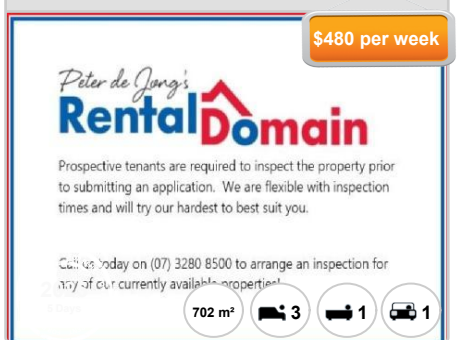 $480 per week
Peter de Jong's
Rental Domain
Prospective tenants are required to inspect the property prior
to submitting an application. We are flexible with inspection
times and will try our hardest to best suit you.
Call us today on (07) 3280 8500 to arrange an inspection for
any of our currently available properties!
702 m² 3 1 1